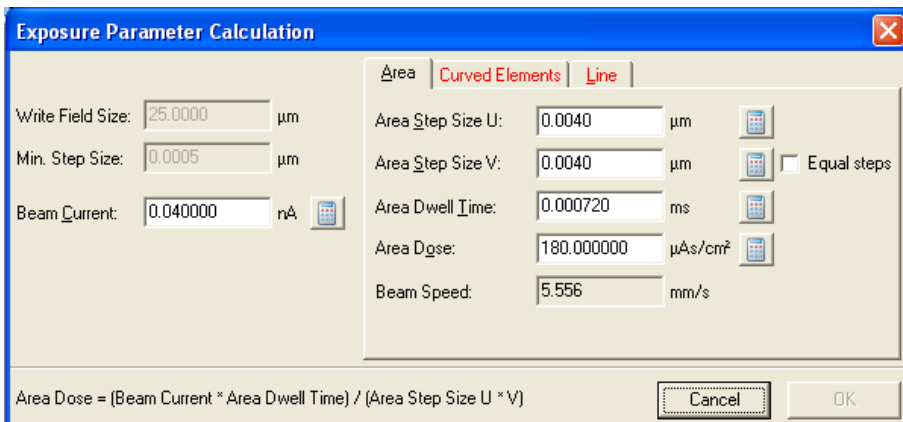 Exposure Parameter Calculation
Write Field Size: 25.0000 µm
Min. Step Size: 0.0005 µm
Beam Current: 0.040000 nA
Area Curved Elements Line
Area Step Size U: 0.0040 µm
Area Step Size V: 0.0040 µm Equal steps
Area Dwell Time: 0.000720 ms
Area Dose: 180.000000 µAs/cm²
Beam Speed: 5.556 mm/s
Area Dose = (Beam Current * Area Dwell Time) / (Area Step Size U * V)
Cancel OK